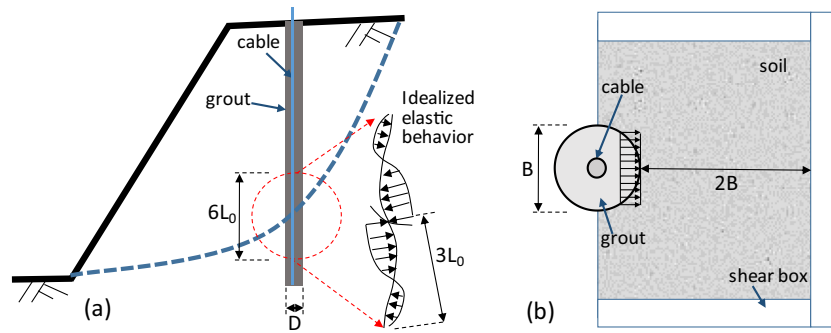 cable
grout
Idealized
elastic
behavior
6L₀
3L₀
(a)
D
soil
cable
B
2B
grout
shear box
(b)